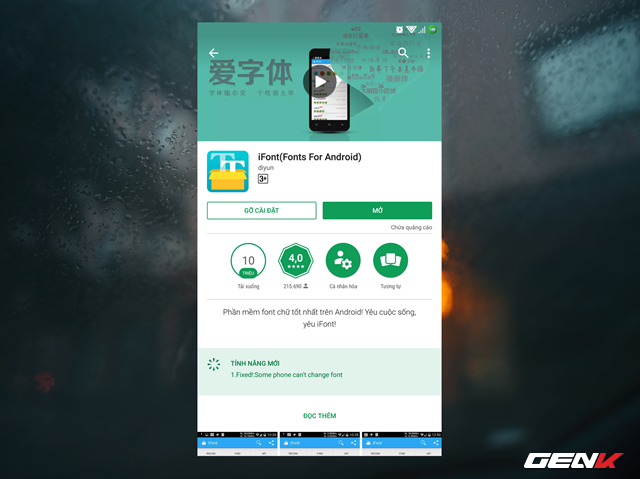 爱字体
iFont(Fonts For Android)
diyun
3+
GỠ CÀI ĐẶT
MỞ
Chứa quảng cáo
10
TRIỆU
4,0
Tải xuống
215.690
Cá nhân hóa
Tương tự
Phần mềm font chữ tốt nhất trên Android! Yêu cuộc sống,
yêu iFont!
TÍNH NĂNG MỚI
1.Fixed!:Some phone can't change font
ĐỌC THÊM
iFont
iFont
iFont
GENK